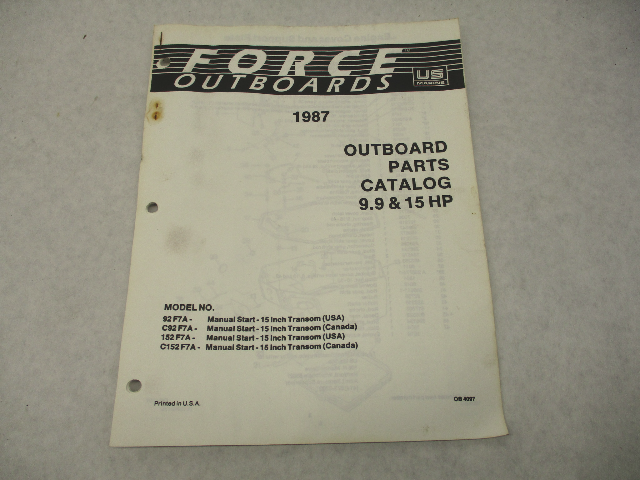 FORCE
OUTBOARDS
US
MARINE
1987
OUTBOARD
PARTS
CATALOG
9.9 & 15 HP
MODEL NO.
92 F7A - Manual Start - 15 Inch Transom (USA)
C92 F7A - Manual Start - 15 Inch Transom (Canada)
152 F7A - Manual Start - 15 Inch Transom (USA)
C152 F7A - Manual Start - 15 Inch Transom (Canada)
Printed in U.S.A.
OB 4097